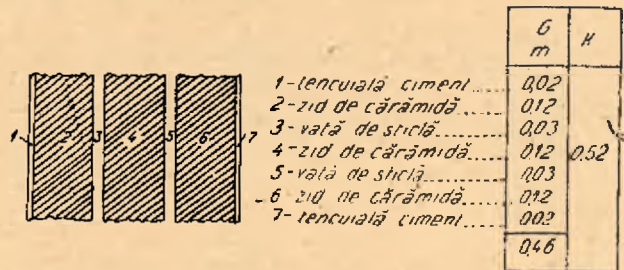 G m K
1 2 3 4 5 6 7
1-tencuială ciment 0,02
2-zid de cărămidă 0,12
3-vată de sticlă 0,03
4-zid de cărămidă 0,12 0.52
5-vată de sticlă 0,03
6 zid de cărămidă 0,12
7-tencuială ciment 0,02
0,46